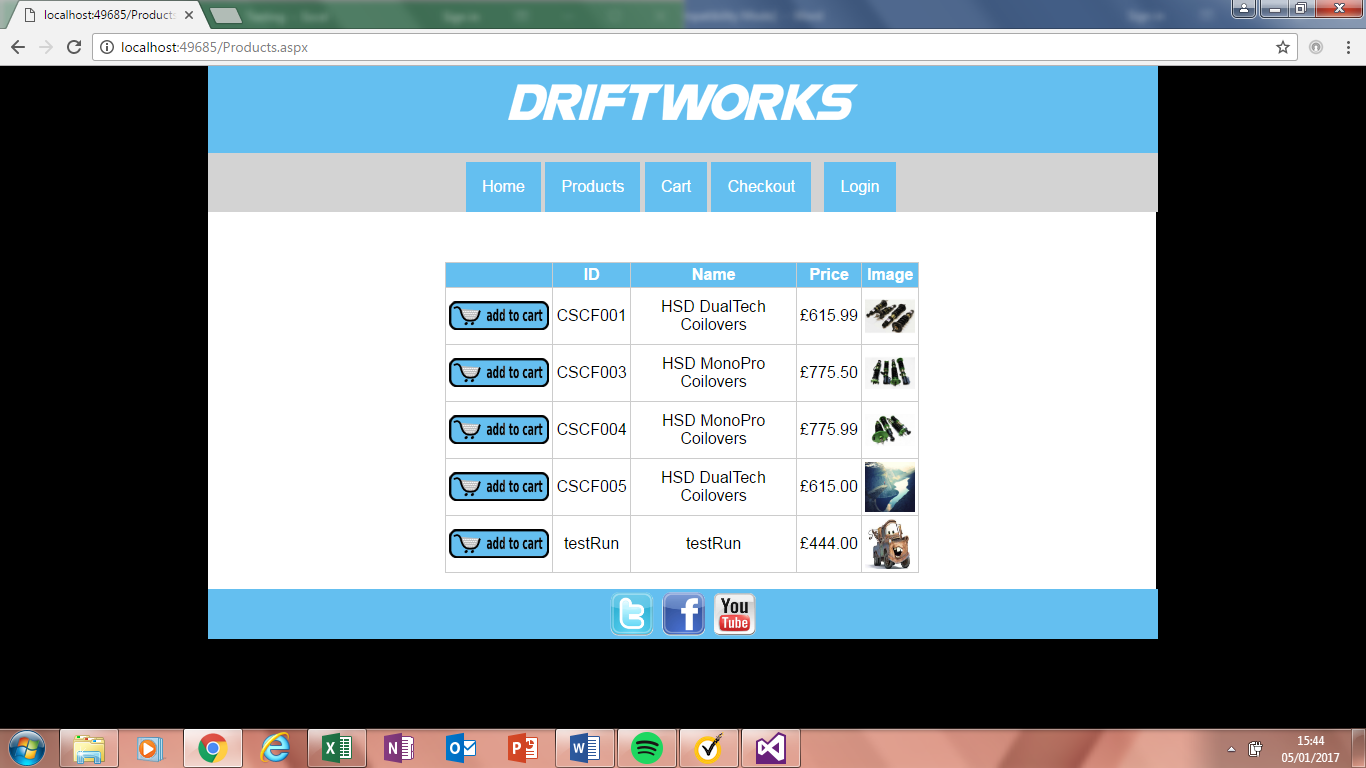 localhost:49685/Products
localhost:49685/Products.aspx
DRIFTWORKS
Home Products Cart Checkout Login
ID Name Price Image
add to cart CSCF001 HSD DualTech Coilovers £615.99
add to cart CSCF003 HSD MonoPro Coilovers £775.50
add to cart CSCF004 HSD MonoPro Coilovers £775.99
add to cart CSCF005 HSD DualTech Coilovers £615.00
add to cart testRun testRun £444.00
You
Tube
15:44
05/01/2017